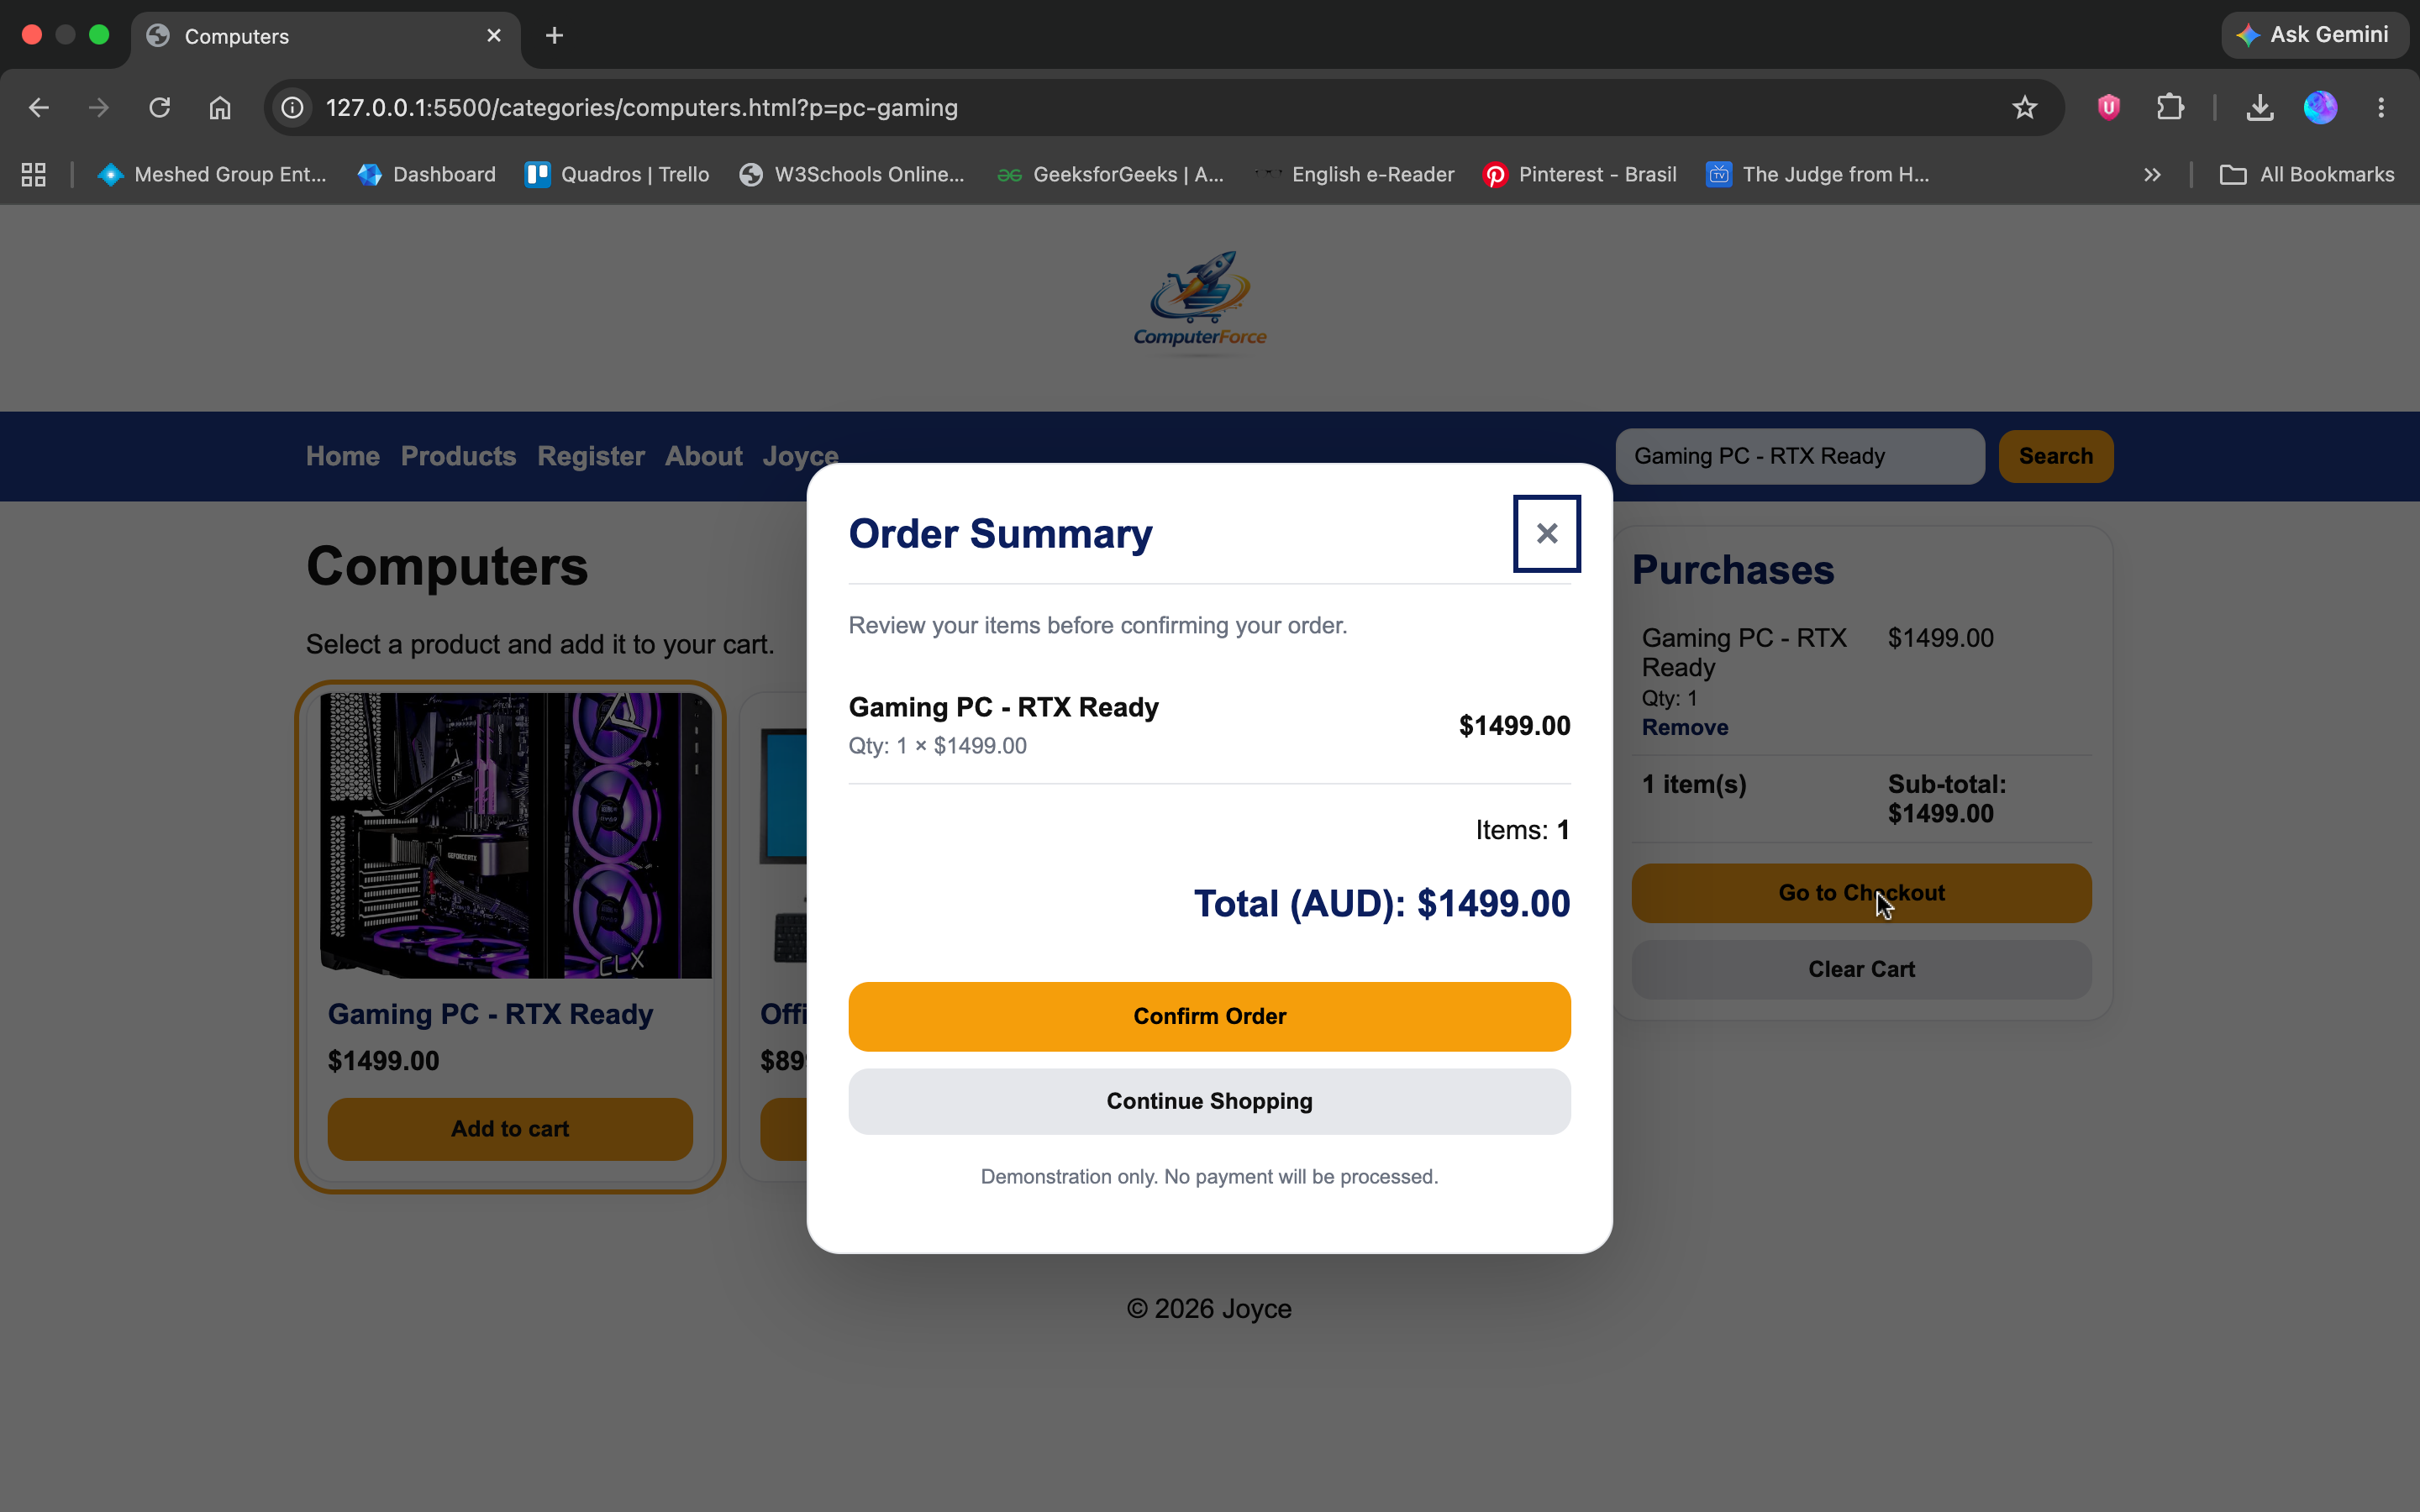 Computers
Ask Gemini
127.0.0.1:5500/categories/computers.html?p=pc-gaming
Meshed Group Ent...
Dashboard
Quadros | Trello
W3Schools Online...
GeeksforGeeks | A...
English e-Reader
Pinterest - Brasil
The Judge from H...
All Bookmarks
ComputerForce
Home Products Register About Joyce
Gaming PC - RTX Ready
Search
Computers
Select a product and add it to your cart.
GEFORCE RTX
CLX
Gaming PC - RTX Ready
$1499.00
Add to cart
Offi
$89
Order Summary
×
Review your items before confirming your order.
Gaming PC - RTX Ready
Qty: 1 × $1499.00
$1499.00
Items: 1
Total (AUD): $1499.00
Confirm Order
Continue Shopping
Demonstration only. No payment will be processed.
Purchases
Gaming PC - RTX
Ready
$1499.00
Qty: 1
Remove
1 item(s)
Sub-total:
$1499.00
Go to Checkout
Clear Cart
© 2026 Joyce